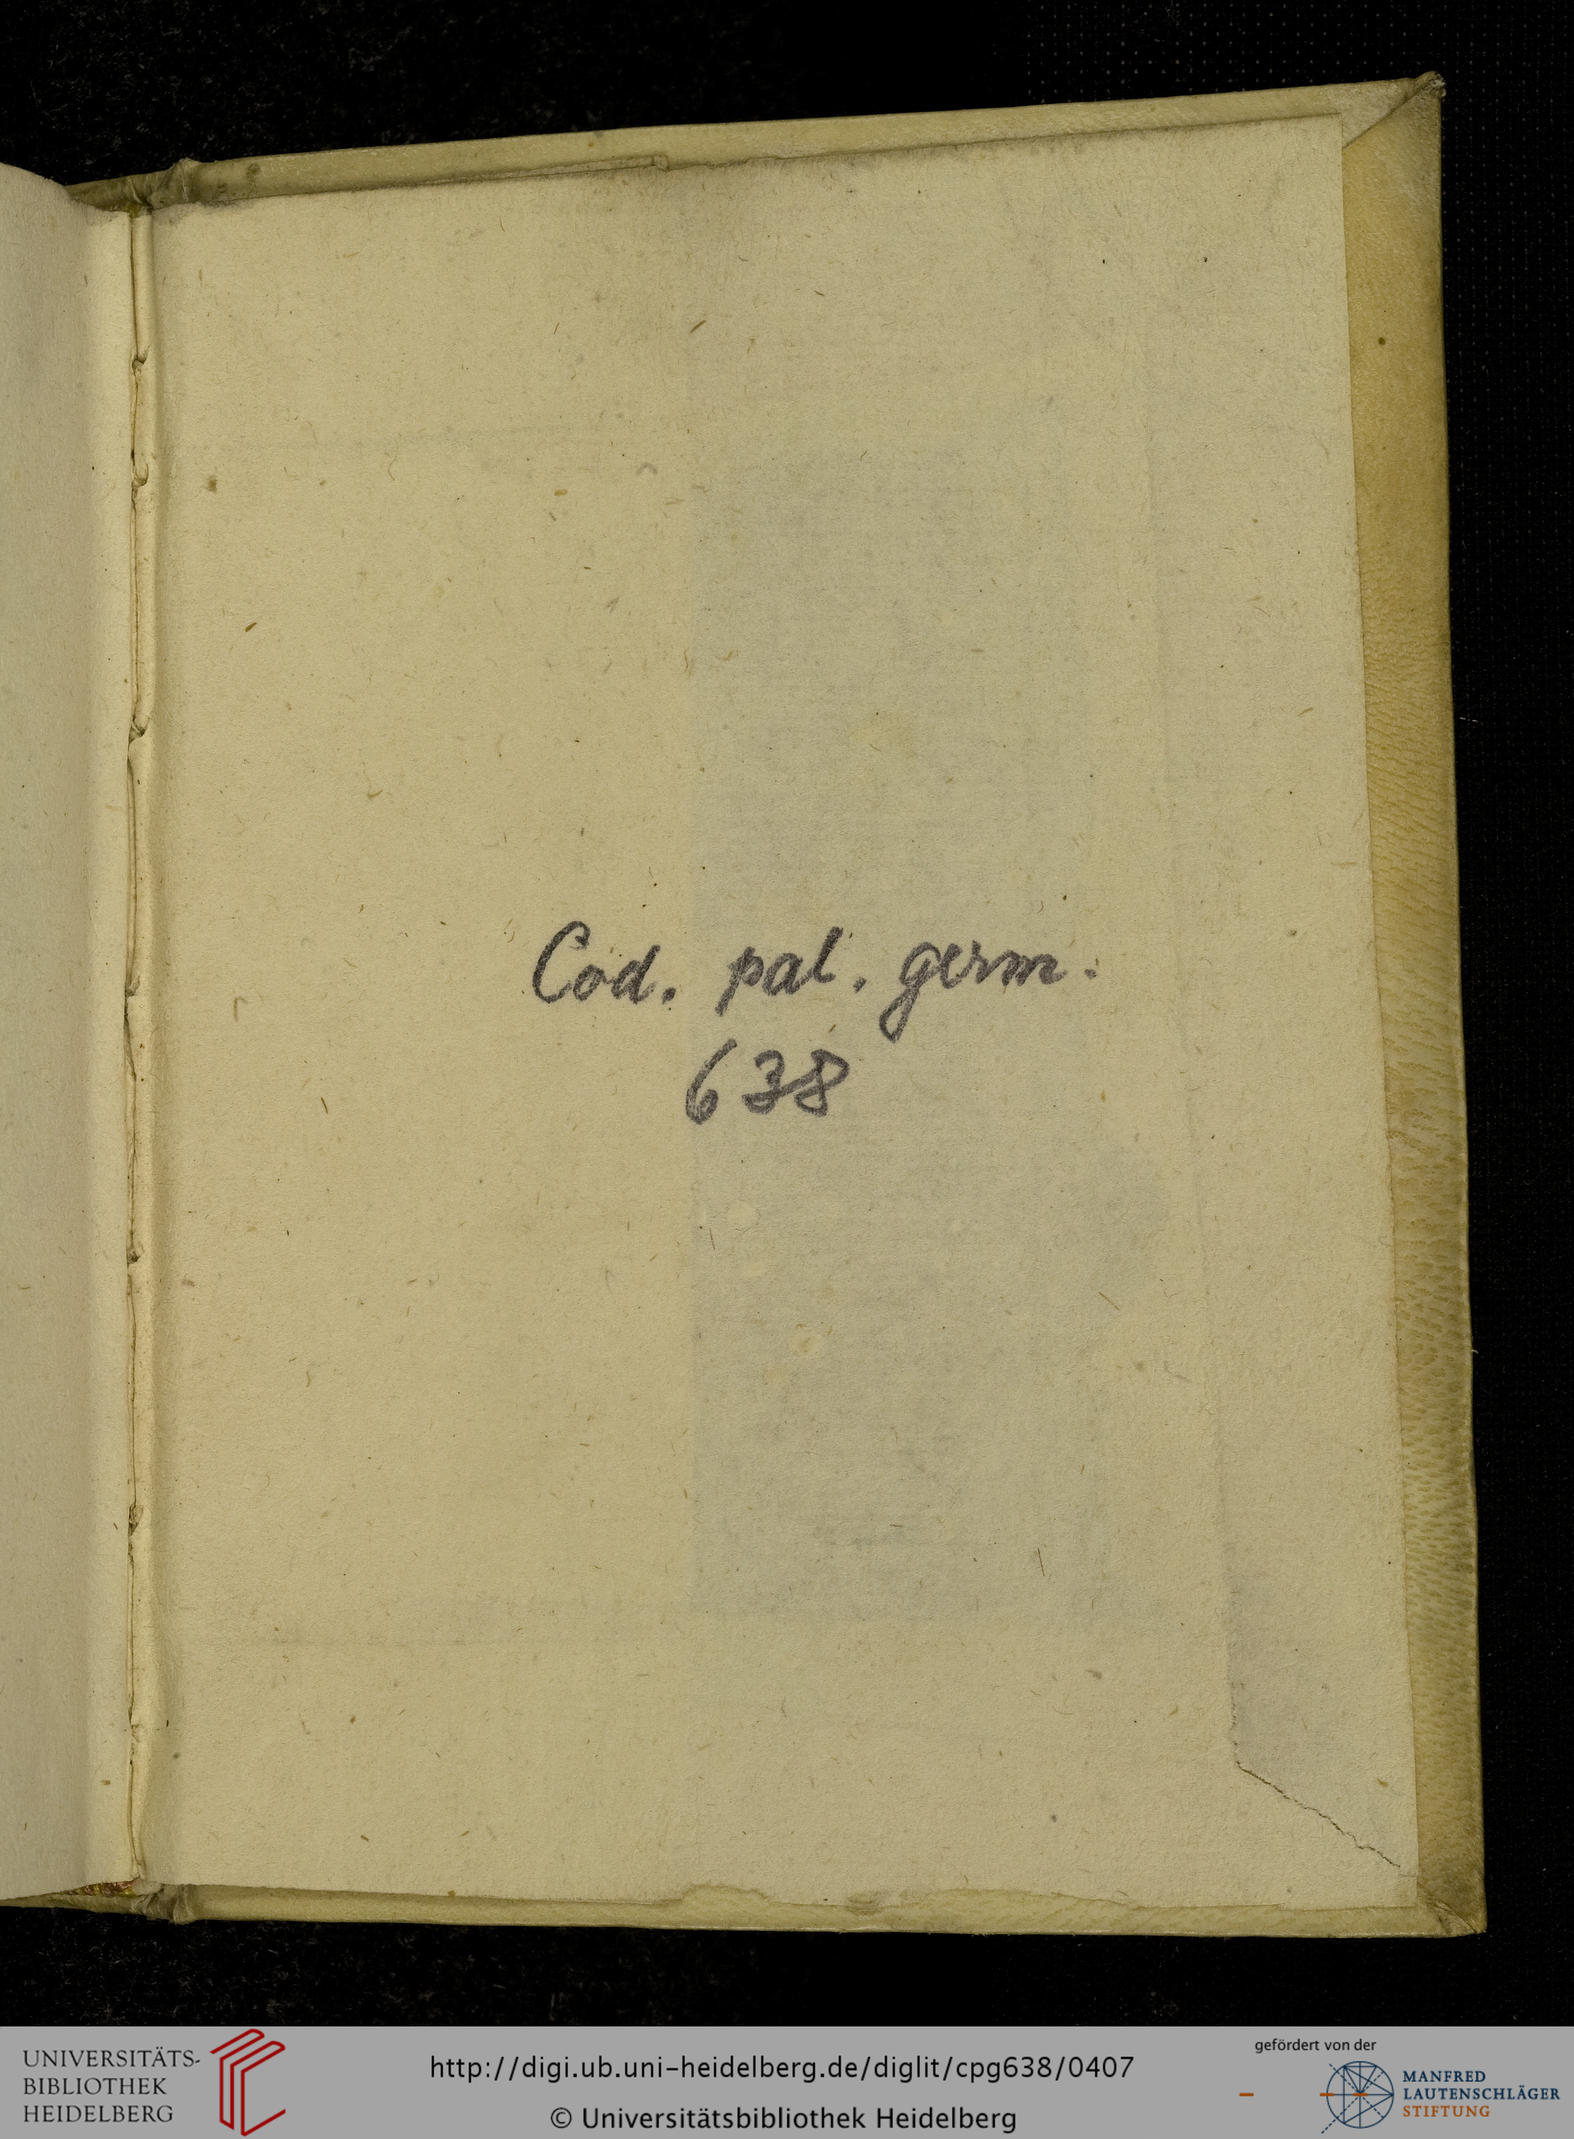 Cod. pal. germ.
638
UNIVERSITÄTS-
BIBLIOTHEK
HEIDELBERG
http://digi.ub.uni-heidelberg.de/diglit/cpg638/0407
© Universitätsbibliothek Heidelberg
gefördert von der
MANFRED
LAUTENSCHLÄGER
STIFTUNG